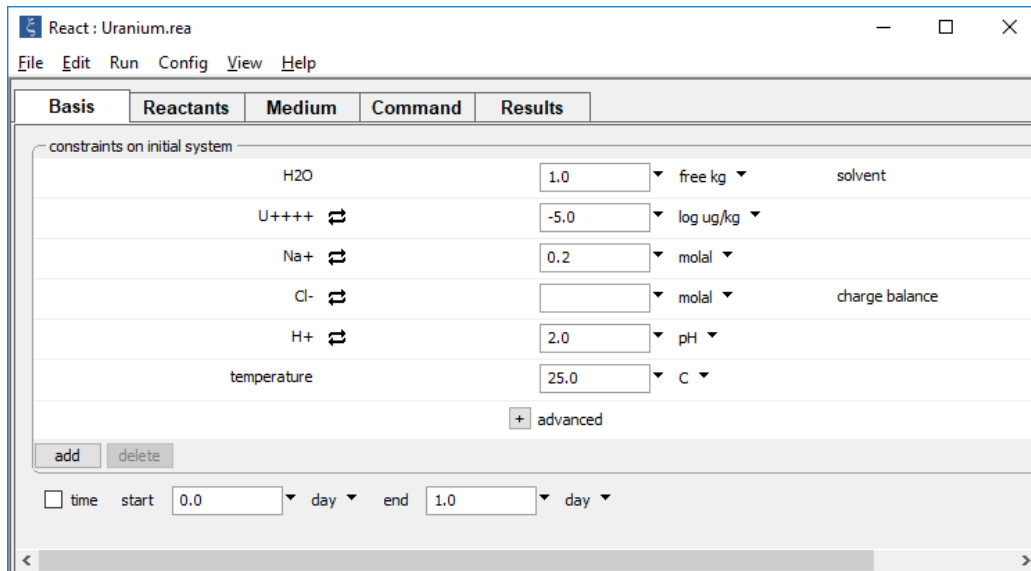 React : Uranium.rea
File Edit Run Config View Help
Basis Reactants Medium Command Results
constraints on initial system
H2O 1.0 free kg solvent
U++++ -5.0 log ug/kg
Na+ 0.2 molal
Cl- molal charge balance
H+ 2.0 pH
temperature 25.0 C
+ advanced
add delete
time start 0.0 day end 1.0 day